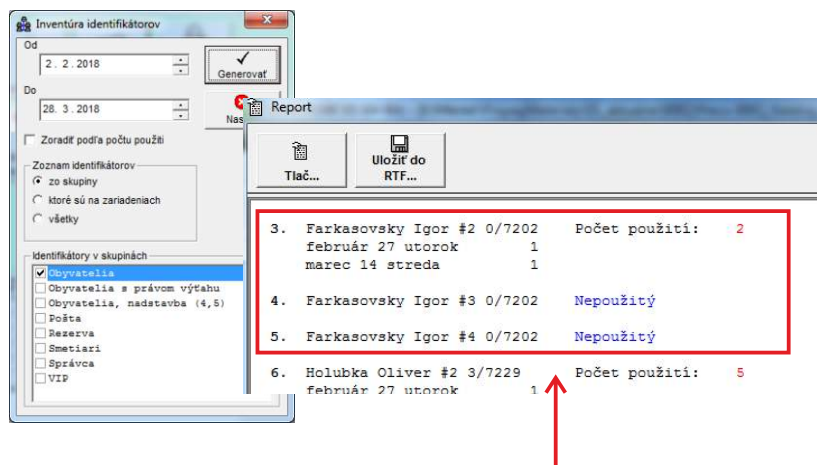 Inventúra identifikátorov
Od
2. 2.2018
Generovať
Do
28. 3.2018
Nas
Zoradiť podľa počtu použití
Zoznam identifikátorov
zo skupiny
ktoré sú na zariadeniach
všetky
Identifikátory v skupinách
Obyvatelia
Obyvatelia s právom výťahu
Obyvatelia, nadstavba (4,5)
Pošta
Rezerva
Smetiari
Správca
VIP
Report
Tlač...
Uložiť do
RTF...
3. Farkasovsky Igor #2 0/7202 Počet použití: 2
február 27 utorok 1
marec 14 streda 1
4. Farkasovsky Igor #3 0/7202 Nepoužitý
5. Farkasovsky Igor #4 0/7202 Nepoužitý
6. Holubka Oliver #2 3/7229 Počet použití: 5
február 27 utorok 1